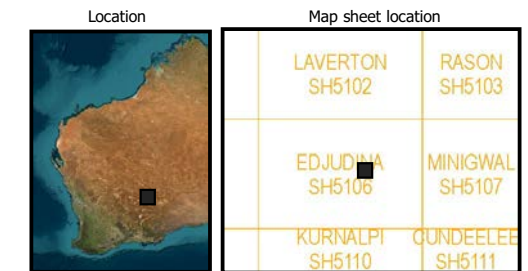 Location
Map sheet location
LAVERTON
SH5102
RASON
SH5103
EDJUDINA
SH5106
MINIGWAL
SH5107
KURNALPI
SH5110
CUNDEELEE
SH5111